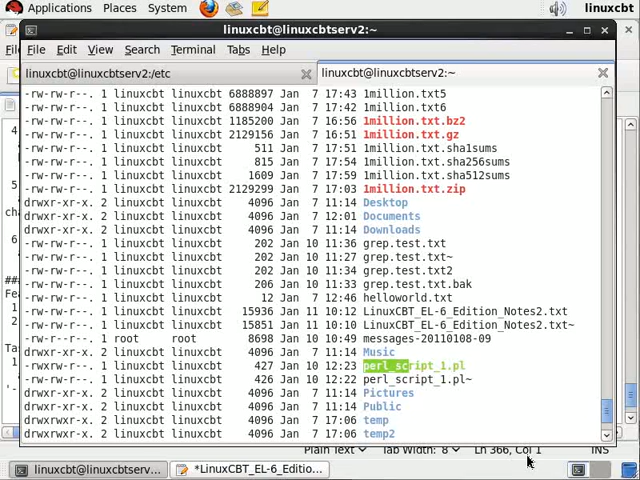 Applications Places System linuxcbt
linuxcbt@linuxcbtserv2:~
File Edit View Search Terminal Tabs Help
linuxcbt@linuxcbtserv2:/etc linuxcbt@linuxcbtserv2:~
-rw-rw-r--. 1 linuxcbt linuxcbt 6888897 Jan 7 17:43 1million.txt5
-rw-rw-r--. 1 linuxcbt linuxcbt 6888904 Jan 7 17:42 1million.txt6
-rw-rw-r--. 1 linuxcbt linuxcbt 1185200 Jan 7 16:56 1million.txt.bz2
-rw-rw-r--. 1 linuxcbt linuxcbt 2129156 Jan 7 16:51 1million.txt.gz
-rw-rw-r--. 1 linuxcbt linuxcbt 511 Jan 7 17:51 1million.txt.sha1sums
-rw-rw-r--. 1 linuxcbt linuxcbt 815 Jan 7 17:54 1million.txt.sha256sums
-rw-rw-r--. 1 linuxcbt linuxcbt 1609 Jan 7 17:59 1million.txt.sha512sums
-rw-rw-r--. 1 linuxcbt linuxcbt 2129299 Jan 7 17:03 1million.txt.zip
drwxr-xr-x. 2 linuxcbt linuxcbt 4096 Jan 7 11:14 Desktop
drwxr-xr-x. 2 linuxcbt linuxcbt 4096 Jan 7 12:01 Documents
drwxr-xr-x. 2 linuxcbt linuxcbt 4096 Jan 7 11:14 Downloads
-rw-rw-r--. 1 linuxcbt linuxcbt 202 Jan 10 11:36 grep.test.txt
-rw-rw-r--. 1 linuxcbt linuxcbt 202 Jan 10 11:27 grep.test.txt~
-rw-rw-r--. 1 linuxcbt linuxcbt 202 Jan 10 11:34 grep.test.txt2
-rw-rw-r--. 1 linuxcbt linuxcbt 206 Jan 10 11:33 grep.test.txt.bak
-rw-rw-r--. 1 linuxcbt linuxcbt 12 Jan 7 12:46 helloworld.txt
-rw-rw-r--. 1 linuxcbt linuxcbt 15936 Jan 11 10:12 LinuxCBT_EL-6_Edition_Notes2.txt
-rw-rw-r--. 1 linuxcbt linuxcbt 15851 Jan 11 10:10 LinuxCBT_EL-6_Edition_Notes2.txt~
-rw-r--r--. 1 root root 8698 Jan 10 10:49 messages-20110108-09
drwxr-xr-x. 2 linuxcbt linuxcbt 4096 Jan 7 11:14 Music
-rwxrw-r--. 1 linuxcbt linuxcbt 427 Jan 10 12:23 perl_script_1.pl
-rw-rw-r--. 1 linuxcbt linuxcbt 426 Jan 10 12:22 perl_script_1.pl~
drwxr-xr-x. 2 linuxcbt linuxcbt 4096 Jan 7 11:14 Pictures
drwxr-xr-x. 2 linuxcbt linuxcbt 4096 Jan 7 11:14 Public
drwxrwxr-x. 2 linuxcbt linuxcbt 4096 Jan 7 17:06 temp
drwxrwxr-x. 2 linuxcbt linuxcbt 4096 Jan 7 17:06 temp2
Plain Text Tab Width: 8 Ln 366, Col 1 INS
linuxcbt@linuxcbtserv... *LinuxCBT_EL-6_Editio...